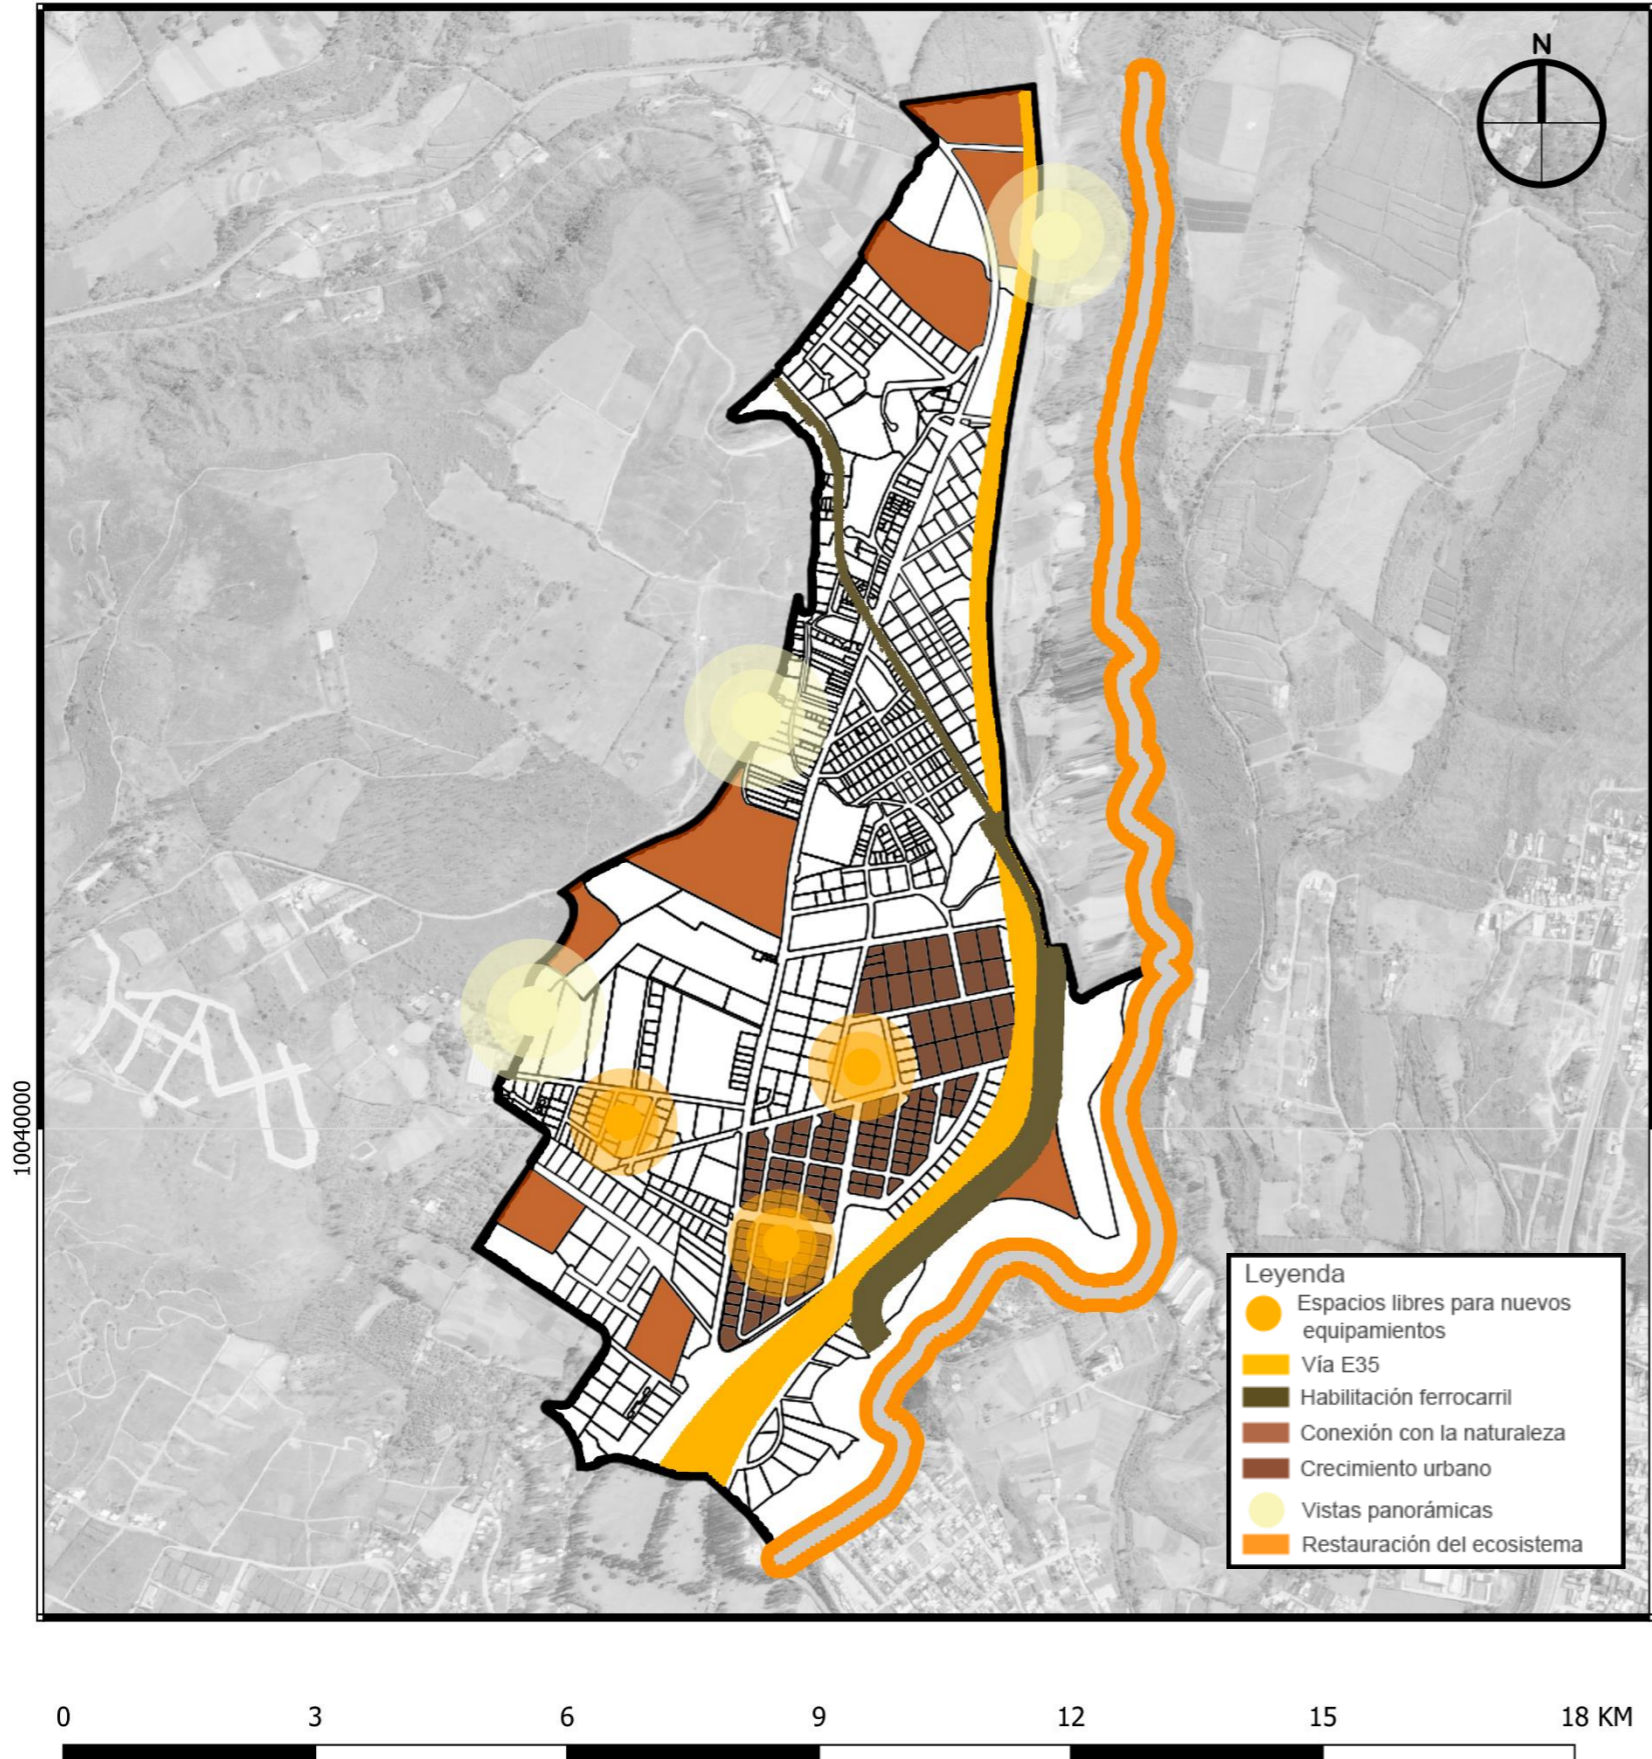 N
10040000
Leyenda
Espacios libres para nuevos
equipamientos
Vía E35
Habilitación ferrocarril
Conexión con la naturaleza
Crecimiento urbano
Vistas panorámicas
Restauración del ecosistema
0 3 6 9 12 15 18 KM